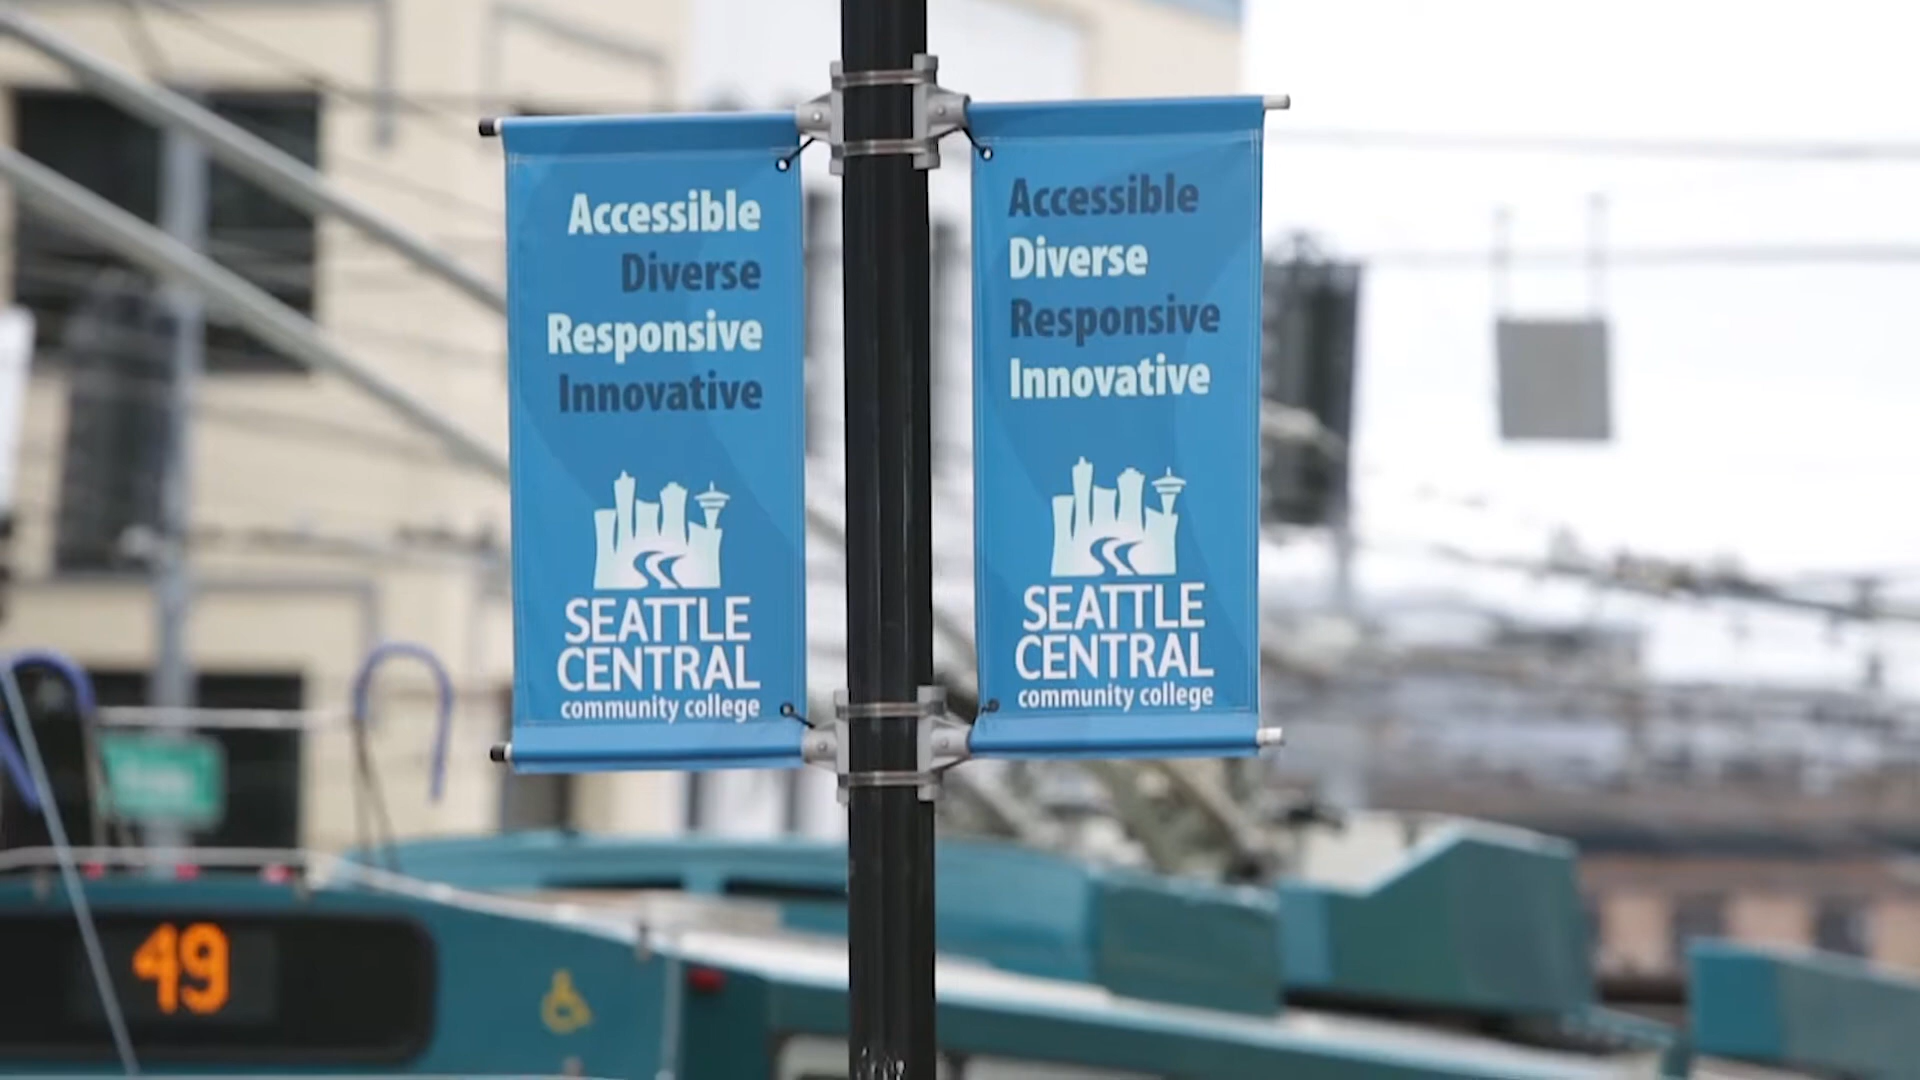 Accessible
Diverse
Responsive
Innovative
SEATTLE
CENTRAL
community college
Accessible
Diverse
Responsive
Innovative
SEATTLE
CENTRAL
community college
49